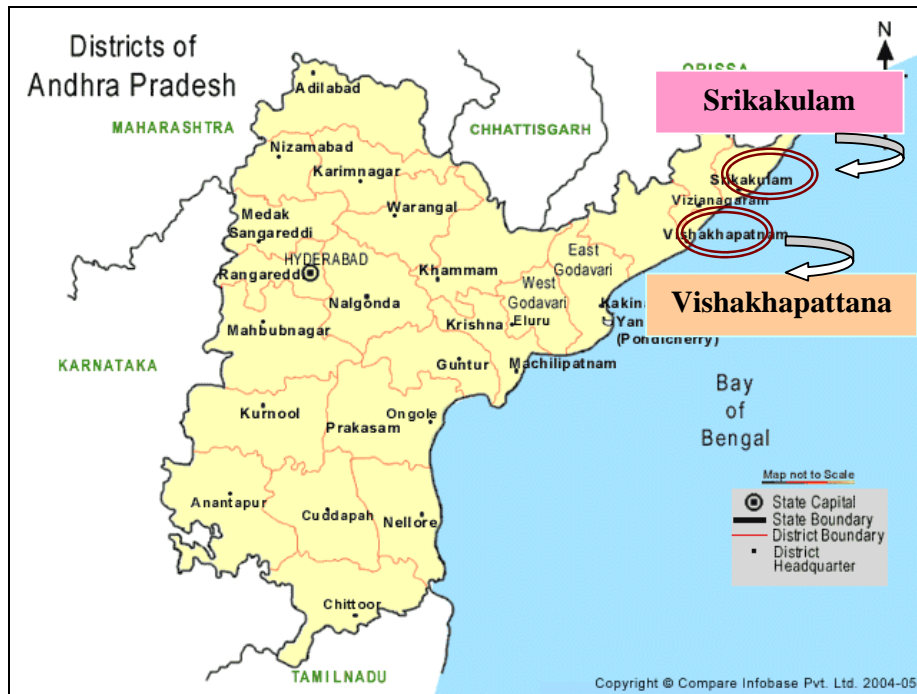 Districts of
Andhra Pradesh
N
ORISSA
Srikakulam
MAHARASHTRA
CHHATTISGARH
Adilabad
Nizamabad
Karimnagar
Warangal
Medak
Sangareddi
HYDERABAD
Rangareddi
Khammam
Nalgonda
Mahbubnagar
Srikakulam
Vizianagaram
Vishakhapatnam
East
Godavari
West
Godavari
Eluru
Krishna
Vishakhapattana
(Pondicherry)
Guntur
Machilipatnam
KARNATAKA
Kurnool
Ongole
Prakasam
Bay
of
Bengal
Anantapur
Cuddapah
Nellore
Chittoor
TAMILNADU
Map not to Scale
State Capital
State Boundary
District Boundary
District
Headquarter
Copyright © Compare Infobase Pvt. Ltd. 2004-05